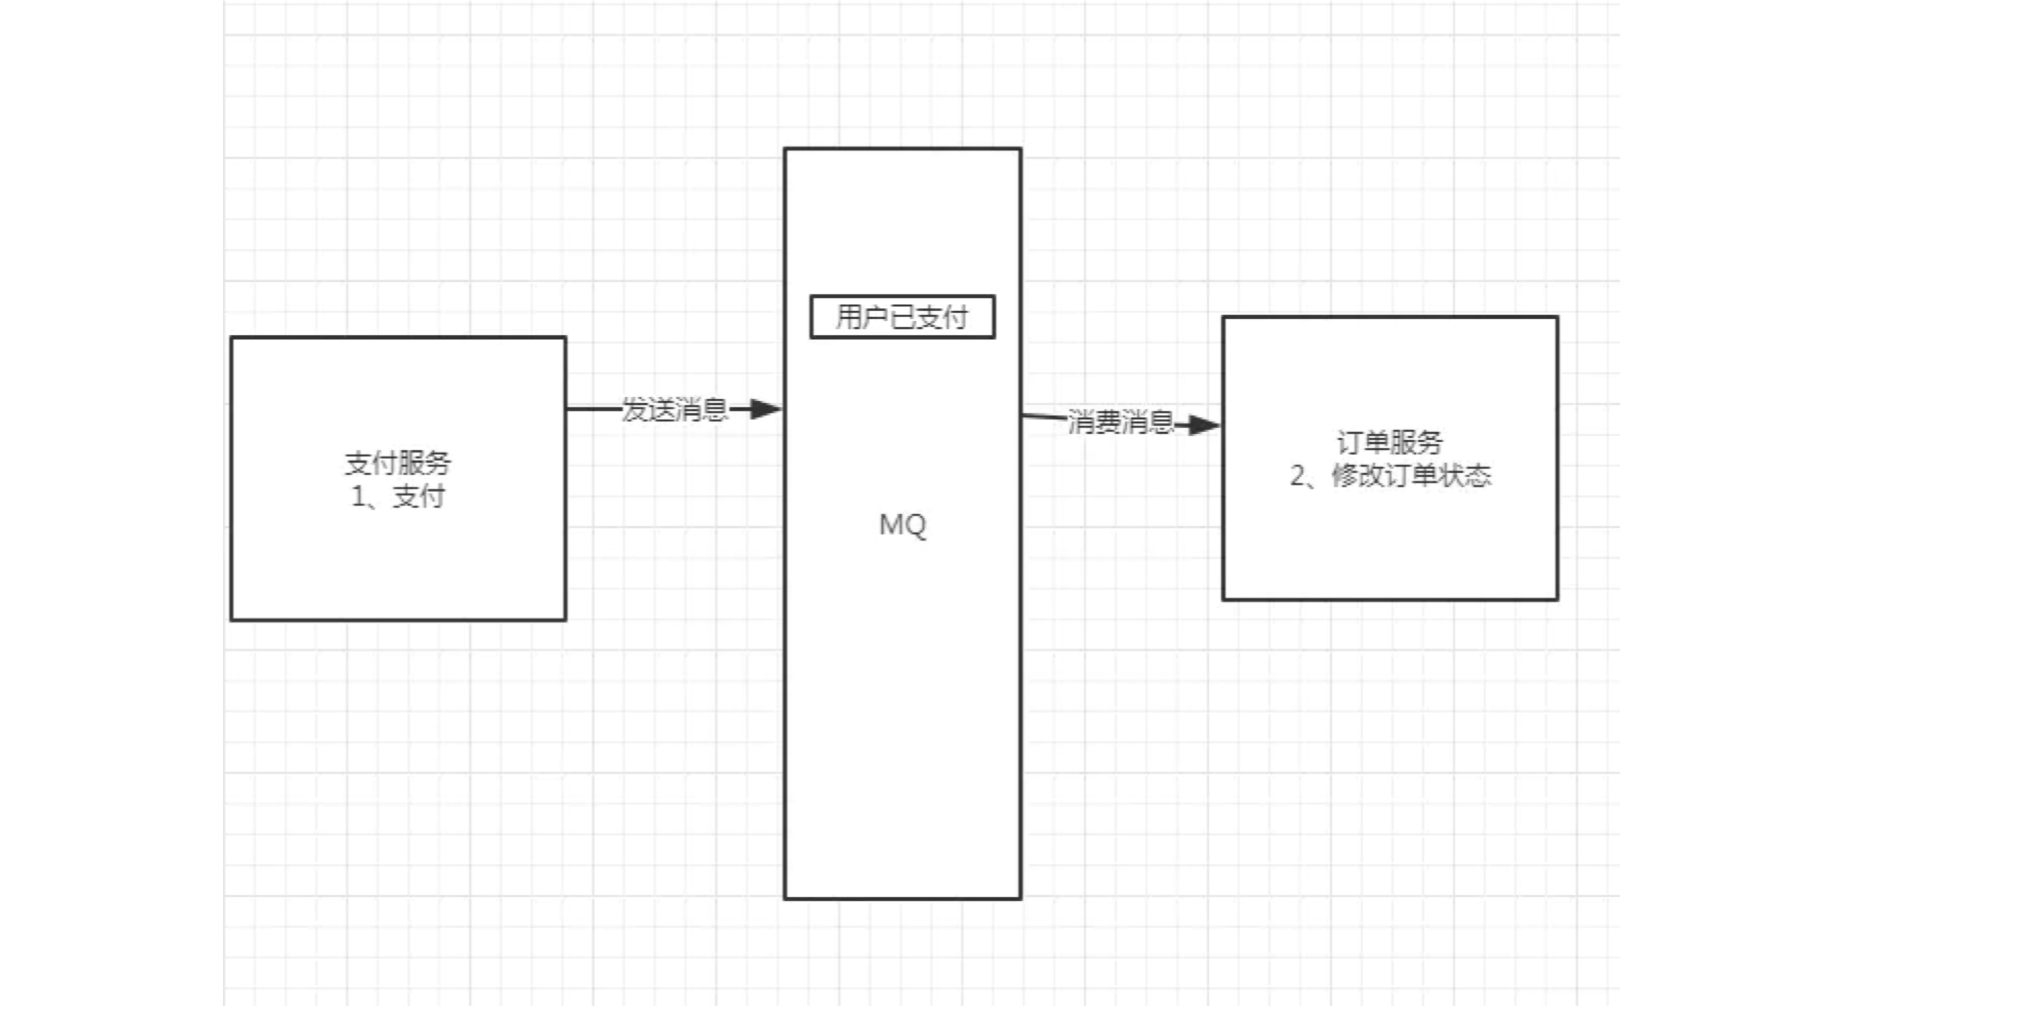 支付服务
1、支付
发送消息
用户已支付
MQ
消费消息
订单服务
2、修改订单状态